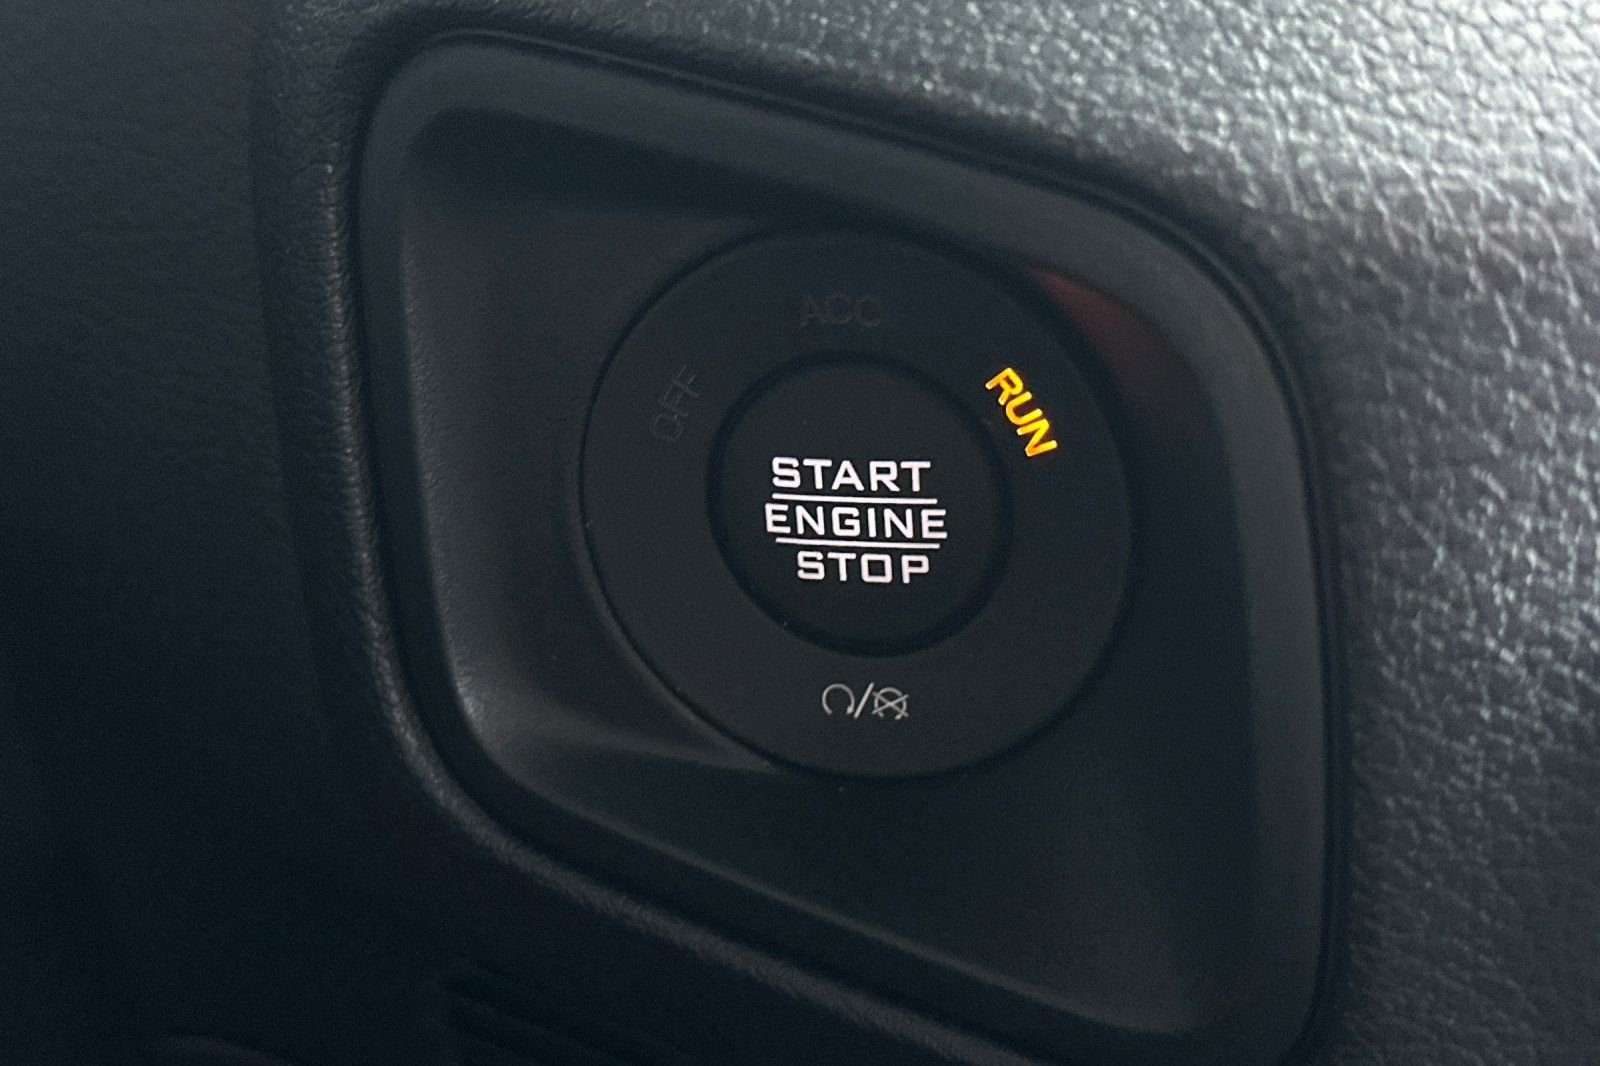 ACC
OFF
RUN
START
ENGINE
STOP